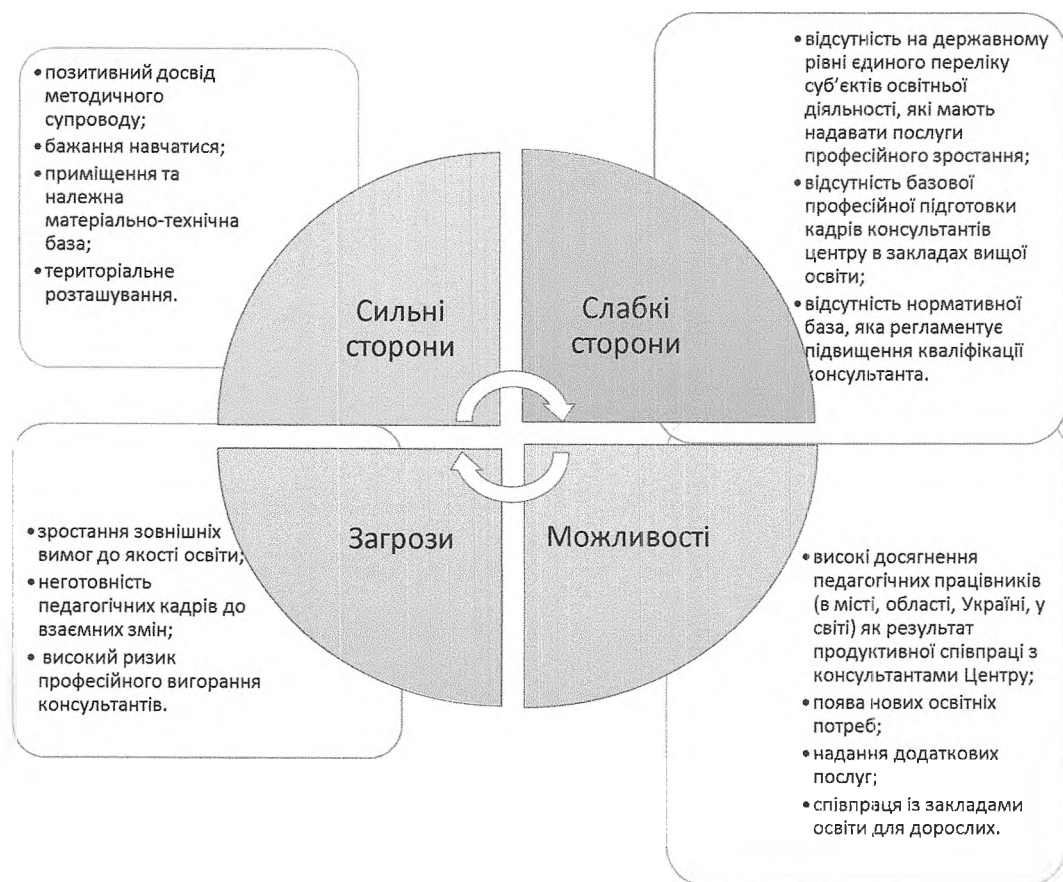 • позитивний досвід
методичного
супроводу;
• бажання навчатися;
• приміщення та
належна
матеріально-технічна
база;
• територіальне
розташування.
Сильні
сторони
• відсутність на державному
рівні єдиного переліку
суб’єктів освітньої
діяльності, які мають
надавати послуги
професійного зростання;
• відсутність базової
професійної підготовки
кадрів консультантів
центру в закладах вищої
освіти;
• відсутність нормативної
база, яка регламентує
підвищення кваліфікації
консультанта.
Слабкі
сторони
• зростання зовнішніх
вимог до якості освіти;
• неготовність
педагогічних кадрів до
взаємних змін;
• високий ризик
професійного вигорання
консультантів.
Загрози
Можливості
• високі досягнення
педагогічних працівників
(в місті, області, Україні, у
світі) як результат
продуктивної співпраці з
консультантами Центру;
• поява нових освітніх
потреб;
• надання додаткових
послуг;
• співпраця із закладами
освіти для дорослих.